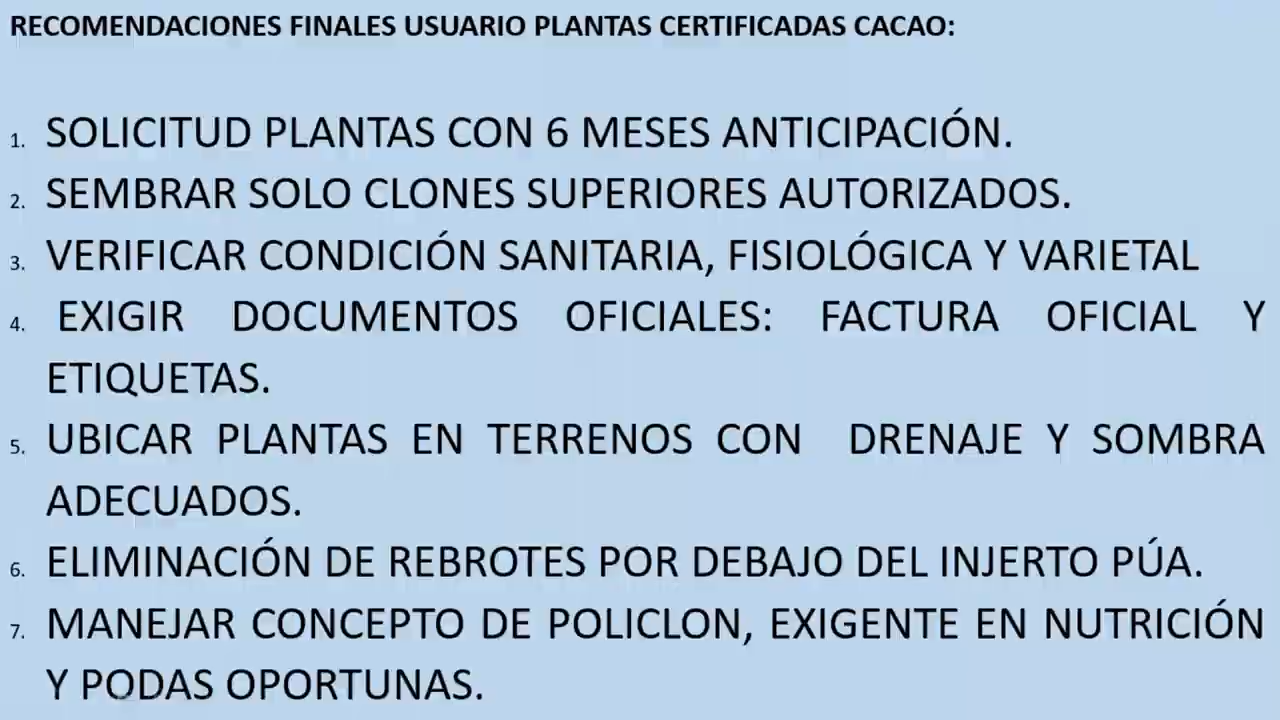 RECOMENDACIONES FINALES USUARIO PLANTAS CERTIFICADAS CACAO:
1. SOLICITUD PLANTAS CON 6 MESES ANTICIPACIÓN.
2. SEMBRAR SOLO CLONES SUPERIORES AUTORIZADOS.
3. VERIFICAR CONDICIÓN SANITARIA, FISIOLÓGICA Y VARIETAL
4. EXIGIR DOCUMENTOS OFICIALES: FACTURA OFICIAL Y
ETIQUETAS.
5. UBICAR PLANTAS EN TERRENOS CON DRENAJE Y SOMBRA
ADECUADOS.
6. ELIMINACIÓN DE REBROTES POR DEBAJO DEL INJERTO PÚA.
7. MANEJAR CONCEPTO DE POLICLON, EXIGENTE EN NUTRICIÓN
Y PODAS OPORTUNAS.